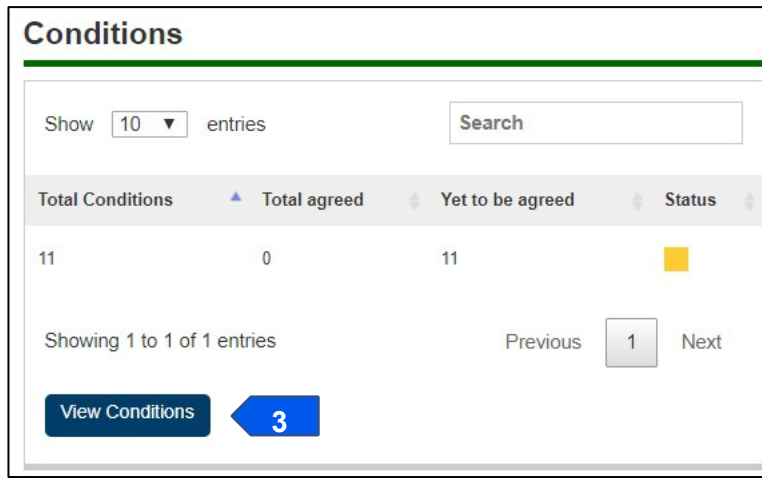 Conditions
Show 10 entries Search
Total Conditions Total agreed Yet to be agreed Status
11 0 11
Showing 1 to 1 of 1 entries Previous 1 Next
View Conditions 3